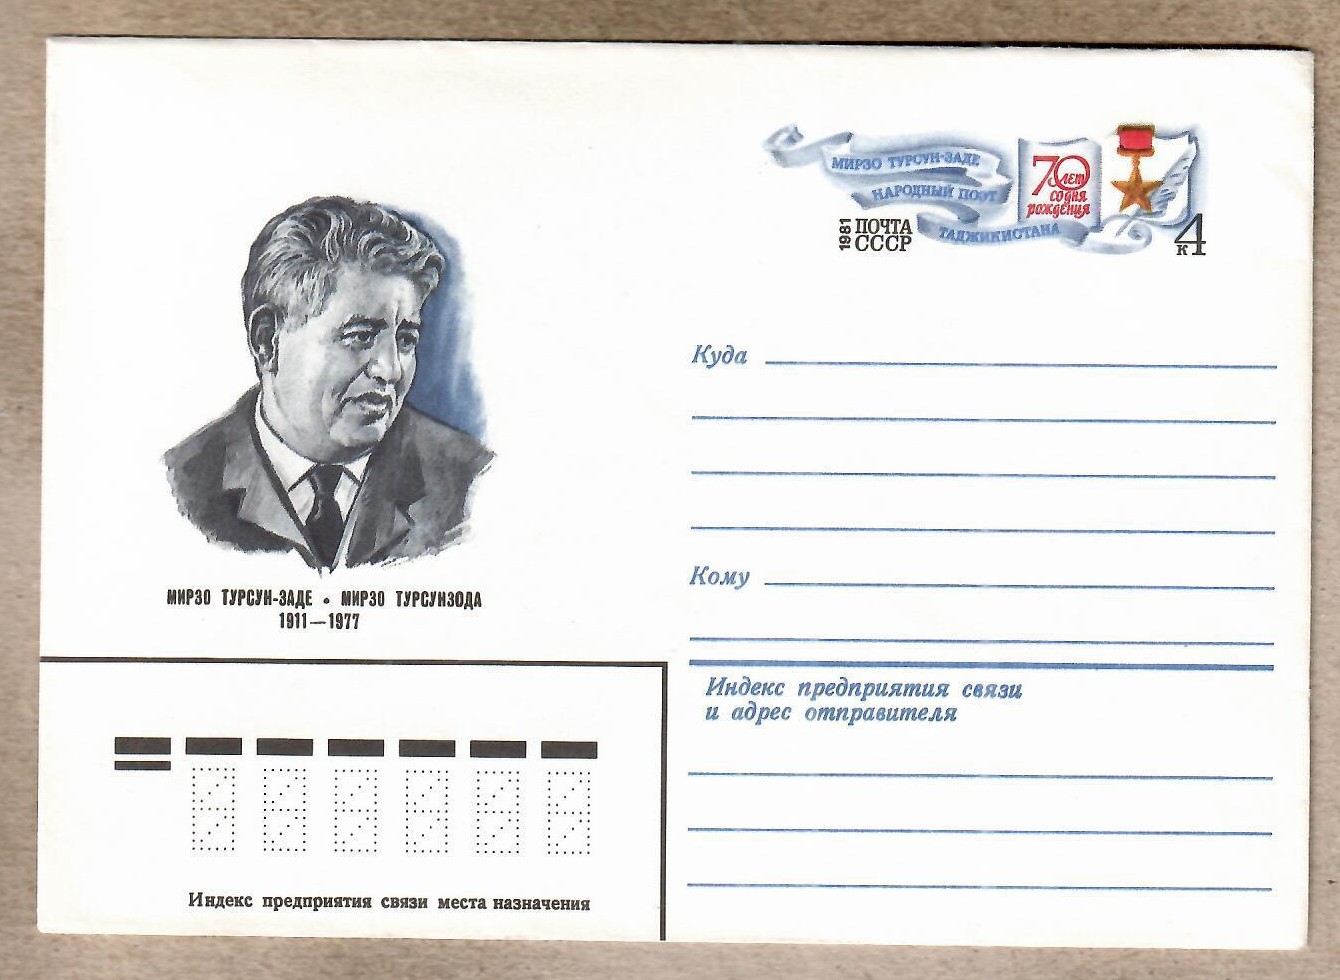 МИРЗО ТУРСУН-ЗАДЕ
НАРОДНЫЙ ПОЭТ
ТАДЖИКИСТАНА
70 лет
со дня
рождения
1981
ПОЧТА
СССР
4
К
Куда
Кому
МИРЗО ТУРСУН-ЗАДЕ • МИРЗО ТУРСУНЗОДА
1911—1977
Индекс предприятия связи
и адрес отправителя
Индекс предприятия связи места назначения